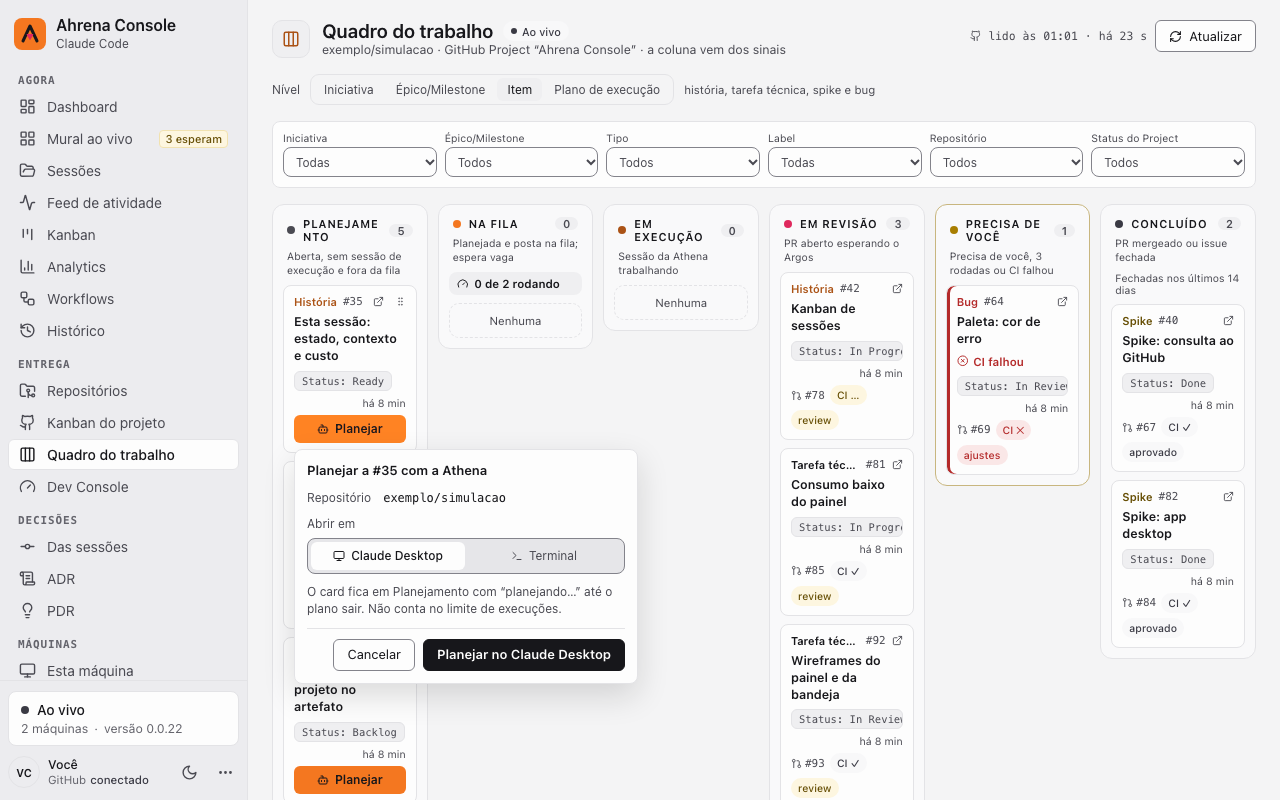 Ahrena Console
Claude Code
AGORA
Dashboard
Mural ao vivo
3 esperam
Sessões
Feed de atividade
Kanban
Analytics
Workflows
Histórico
ENTREGA
Repositórios
Kanban do projeto
Quadro do trabalho
Dev Console
DECISÕES
Das sessões
ADR
PDR
MÁQUINAS
Esta máquina
Ao vivo
2 máquinas · versão 0.0.22
VC
Você
GitHub conectado
Quadro do trabalho
Ao vivo
exemplo/simulacao · GitHub Project “Ahrena Console” · a coluna vem dos sinais
lido às 01:01 · há 23 s
Atualizar
Nível
Iniciativa
Épico/Milestone
Item
Plano de execução
história, tarefa técnica, spike e bug
Iniciativa
Todas
Épico/Milestone
Todos
Tipo
Todos
Label
Todas
Repositório
Todos
Status do Project
Todos
PLANEJAME
NTO
5
Aberta, sem sessão de
execução e fora da fila
História #35
Esta sessão:
estado, contexto
e custo
Status: Ready
há 8 min
Planejar
projeto no
artefato
Status: Backlog
há 8 min
Planejar
NA FILA
0
Planejada e posta na fila;
espera vaga
0 de 2 rodando
Nenhuma
EM
EXECUÇÃO
0
Sessão da Athena
trabalhando
Nenhuma
EM REVISÃO
3
PR aberto esperando o
Argos
História #42
Kanban de
sessões
Status: In Progre
há 8 min
#78 CI …
review
Tarefa téc… #81
Consumo baixo
do painel
Status: In Progre
há 8 min
#85 CI ✓
review
Tarefa téc… #92
Wireframes do
painel e da
bandeja
Status: In Review
há 8 min
#93 CI ✓
review
PRECISA DE
VOCÊ
1
Precisa de você, 3
rodadas ou CI falhou
Bug #64
Paleta: cor de
erro
CI falhou
Status: In Review
há 8 min
#69 CI ✕
ajustes
CONCLUÍDO
2
PR mergeado ou issue
fechada
Fechadas nos últimos 14
dias
Spike #40
Spike: consulta ao
GitHub
Status: Done
há 8 min
#67 CI ✓
aprovado
Spike #82
Spike: app
desktop
Status: Done
há 8 min
#84 CI ✓
aprovado
Planejar a #35 com a Athena
Repositório exemplo/simulacao
Abrir em
Claude Desktop
Terminal
O card fica em Planejamento com “planejando…” até o
plano sair. Não conta no limite de execuções.
Cancelar
Planejar no Claude Desktop